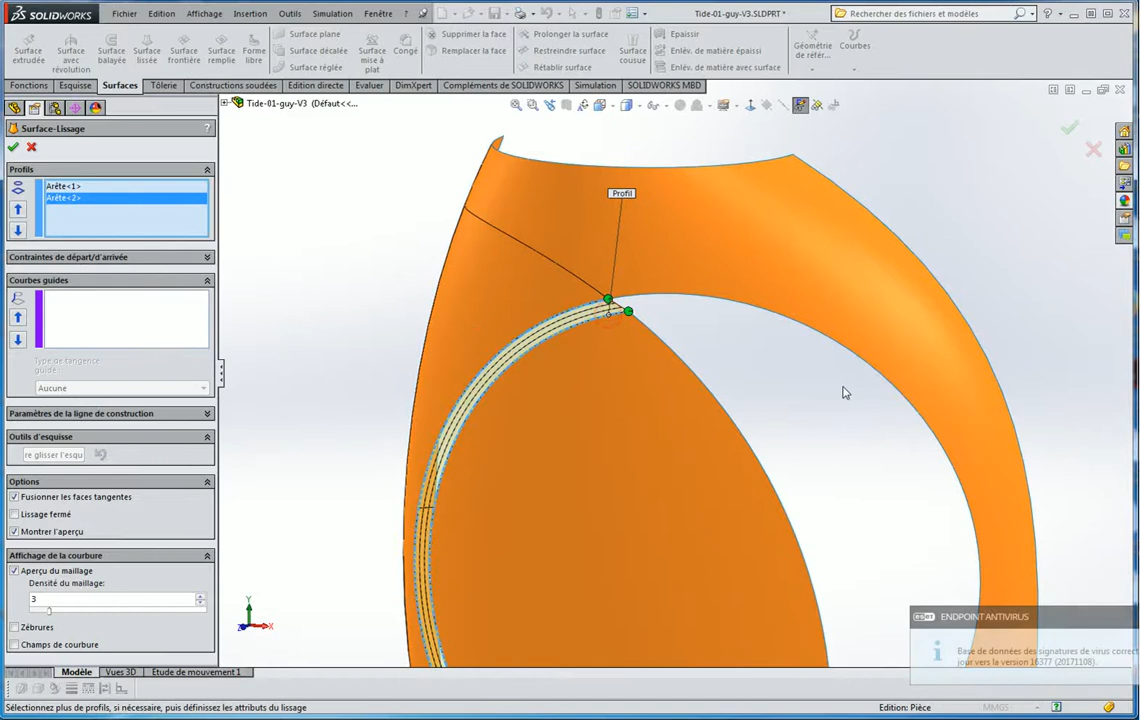 SOLIDWORKS
Fichier
Edition
Affichage
Insertion
Outils
Simulation
Fenêtre
?
Tide-01-guy-V3.SLDPRT *
Rechercher des fichiers et modèles
Surface extrudée
Surface avec révolution
Surface balayée
Surface lissée
Surface frontière
Surface remplie
Forme libre
Surface plane
Surface décalée
Surface réglée
Surface mise à plat
Congé
Supprimer la face
Remplacer la face
Prolonger la surface
Restreindre surface
Rétablir surface
Surface cousue
Epaissir
Enlèv. de matière épaissi
Enlèv. de matière avec surface
Géométrie de référ...
Courbes
Fonctions
Esquisse
Surfaces
Tôlerie
Constructions soudées
Edition directe
Evaluer
DimXpert
Compléments de SOLIDWORKS
Simulation
SOLIDWORKS MBD
Tide-01-guy-V3 (Défaut<<...
Surface-Lissage
?
Profils
Arête<1>
Arête<2>
Contraintes de départ/d'arrivée
Courbes guides
Type de tangence guide:
Aucune
Paramètres de la ligne de construction
Outils d'esquisse
re glisser l'esqu
Options
Fusionner les faces tangentes
Lissage fermé
Montrer l'aperçu
Affichage de la courbure
Aperçu du maillage
Densité du maillage:
3
Zébrures
Champs de courbure
Profil
Y
X
Z
eset
ENDPOINT ANTIVIRUS
Base de données des signatures de virus correct
jour vers la version 16377 (20171108).
Modèle
Vues 3D
Etude de mouvement 1
Sélectionnez plus de profils, si nécessaire, puis définissez les attributs du lissage
Edition: Pièce
MMGS